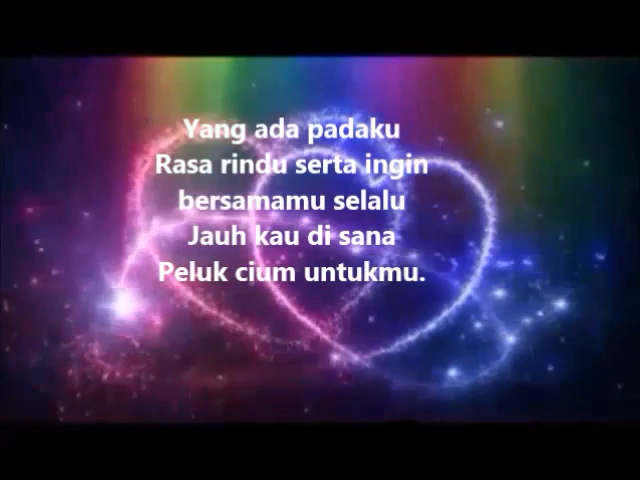 Yang ada padaku
Rasa rindu serta ingin
bersamamu selalu
Jauh kau di sana
Peluk cium untukmu.